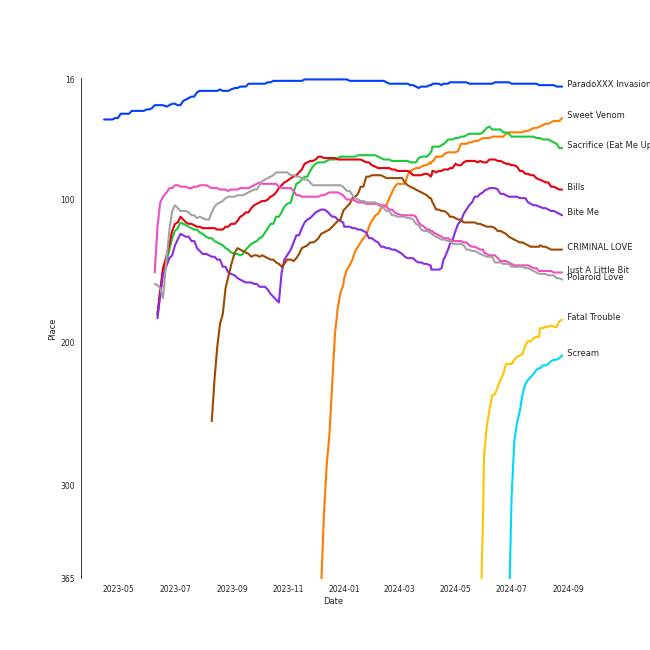 16
100
200
300
365
Place
2023-05 2023-07 2023-09 2023-11 2024-01 2024-03 2024-05 2024-07 2024-09
Date
ParadoXXX Invasion
Sweet Venom
Sacrifice (Eat Me Up
Bills
Bite Me
CRIMINAL LOVE
Just A Little Bit
Polaroid Love
Fatal Trouble
Scream